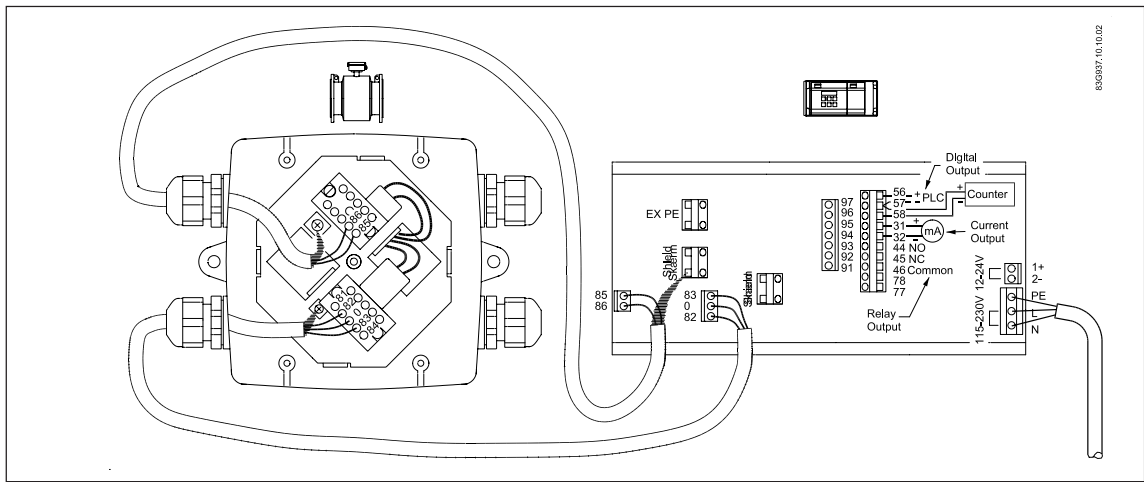 83G937.10.10.02
86
85
81
82
0
83
84
EX PE
Shield
Skærm
85
86
83
0
82
97
96
95
94
93
92
91
Digital
Output
56 + PLC
57 -
58
+ Counter
-
31 +
mA
32 -
Current
Output
44 NO
45 NC
46 Common
78
77
Relay
Output
12-24V
1+
2-
115-230V
PE
L
N